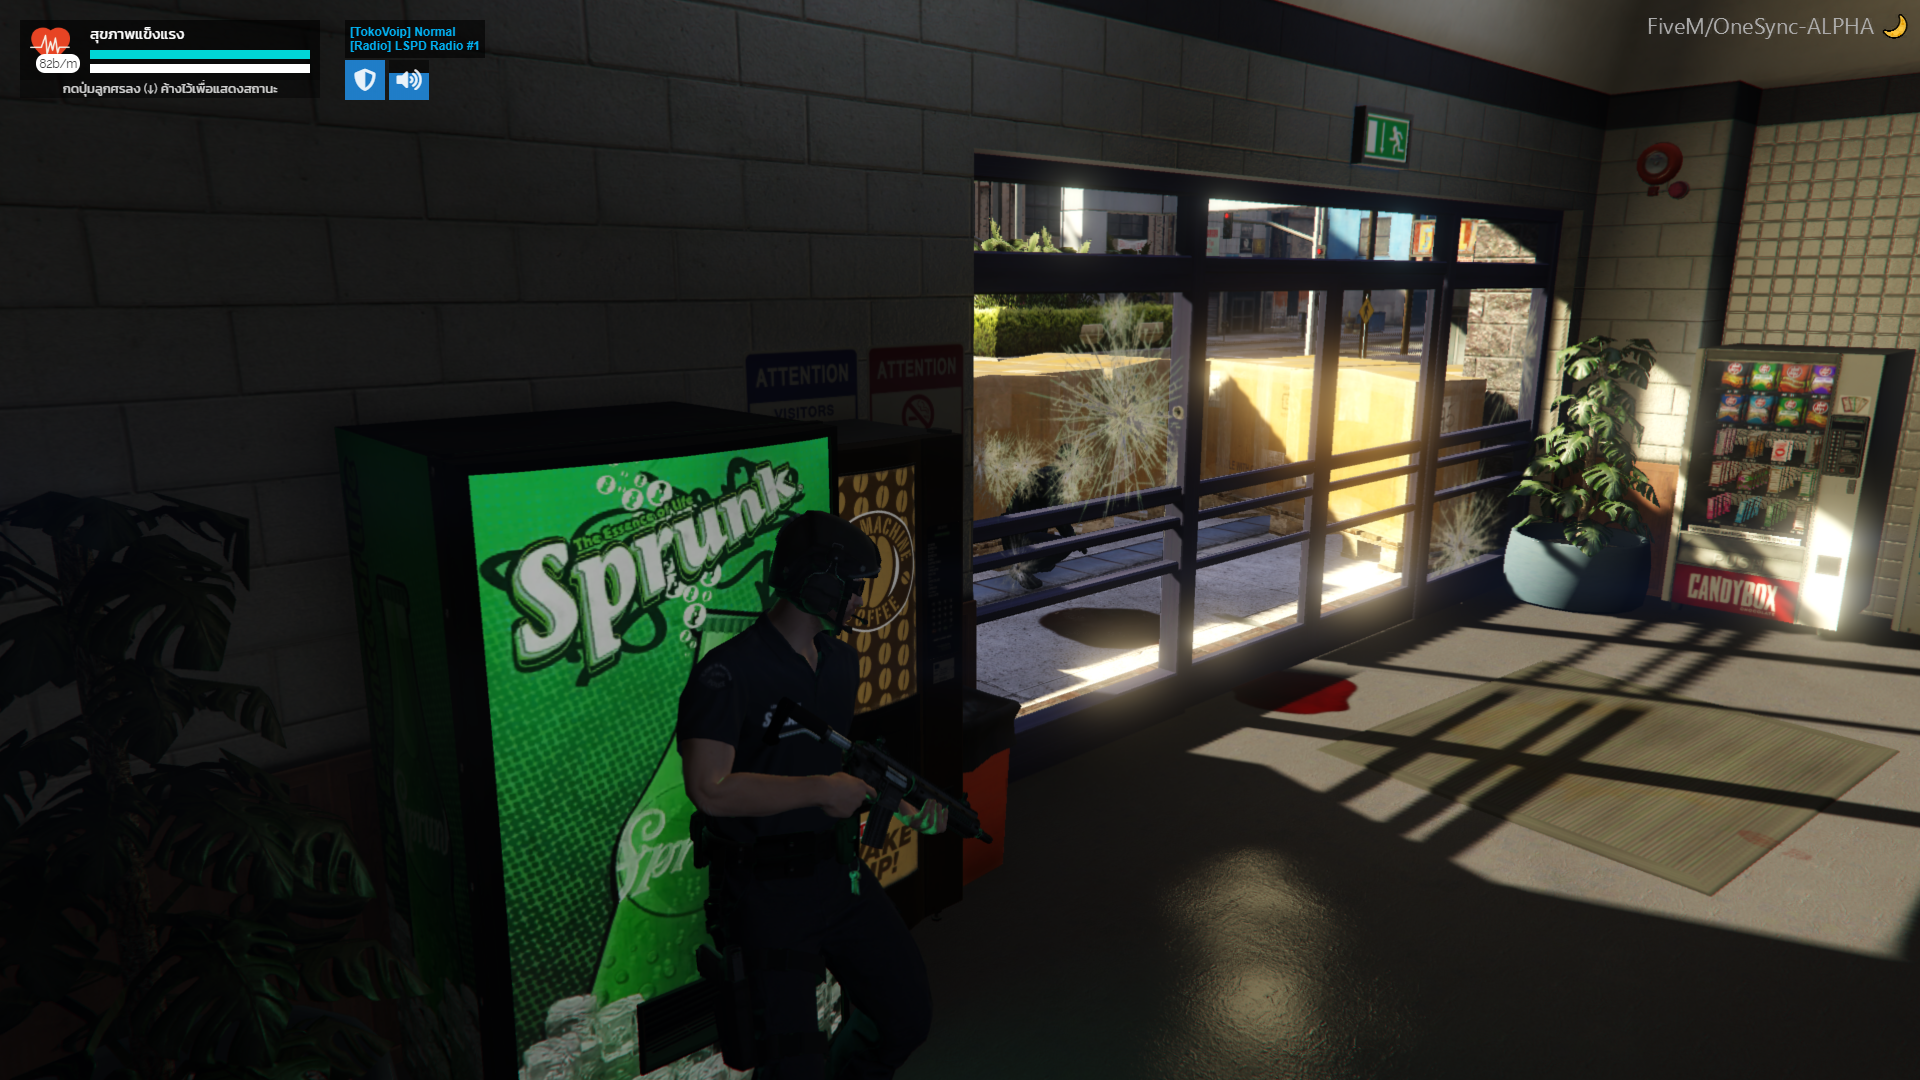 สุขภาพแข็งแรง
82b/m
กดปุ่มลูกศรลง (↓) ค้างไว้เพื่อแสดงสถานะ
[TokoVoip] Normal
[Radio] LSPD Radio #1
FiveM/OneSync-ALPHA
ATTENTION
VISITORS
ATTENTION
The Essence of Life
Sprunk
MACHINE
COFFEE
CANDYBOX